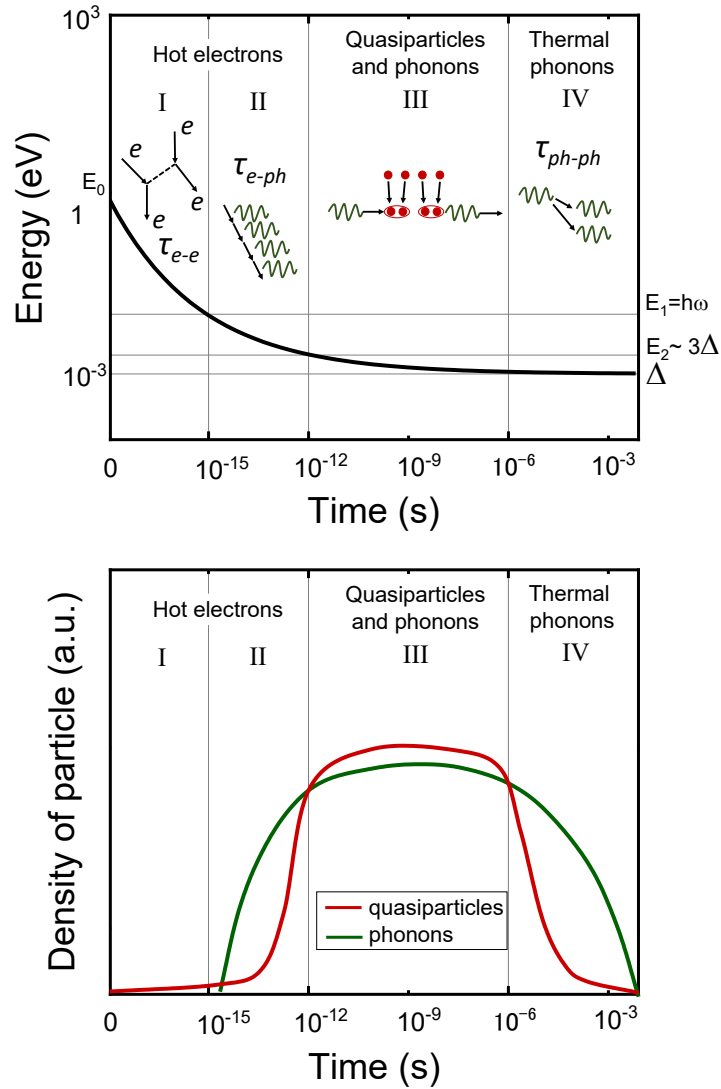 10³
Hot electrons
Quasiparticles
and phonons
Thermal
phonons
I
II
III
IV
e
e
e
e
τe-e
τe-ph
τph-ph
E₀
1
10⁻³
E₁=hω
E₂~ 3Δ
Δ
Energy (eV)
0
10⁻¹⁵
10⁻¹²
10⁻⁹
10⁻⁶
10⁻³
Time (s)
Hot electrons
Quasiparticles
and phonons
Thermal
phonons
I
II
III
IV
Density of particle (a.u.)
quasiparticles
phonons
0
10⁻¹⁵
10⁻¹²
10⁻⁹
10⁻⁶
10⁻³
Time (s)